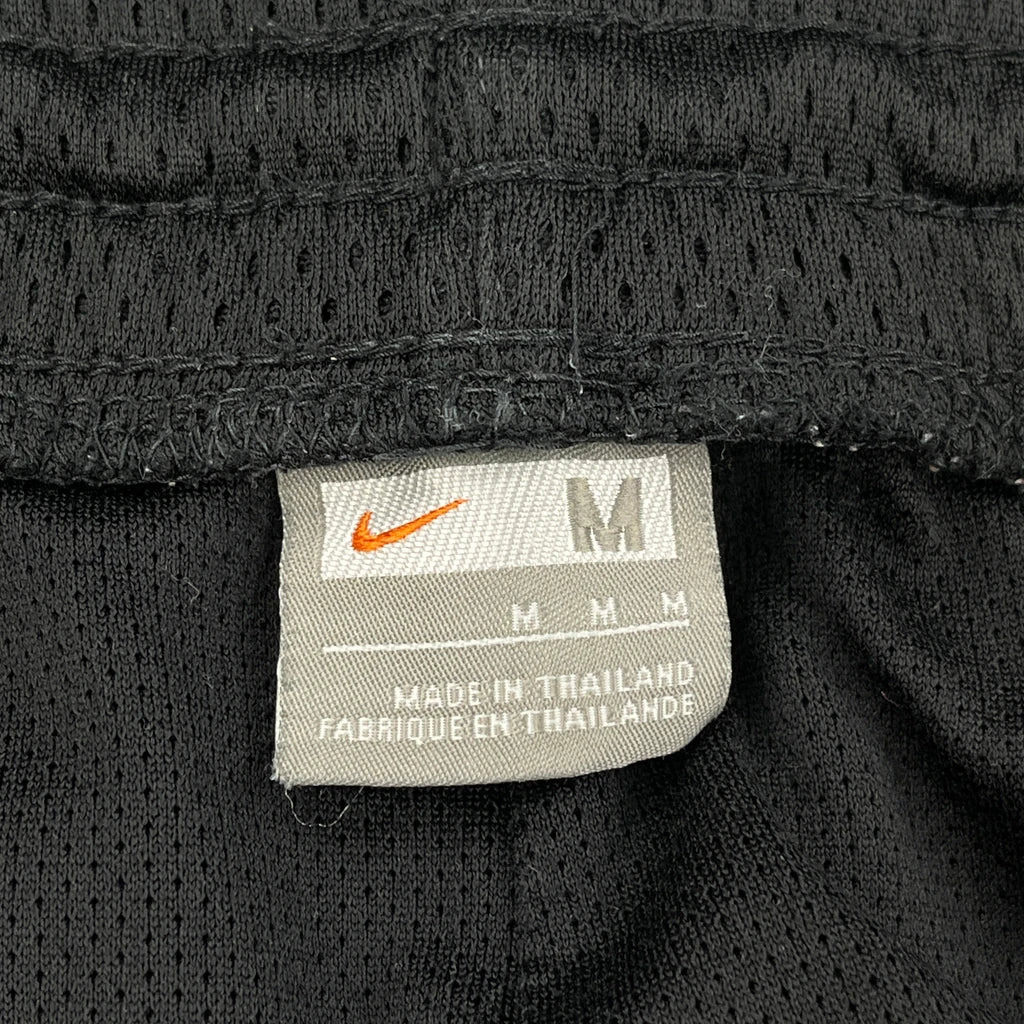 M
M M M
MADE IN THAILAND
FABRIQUE EN THAILANDE